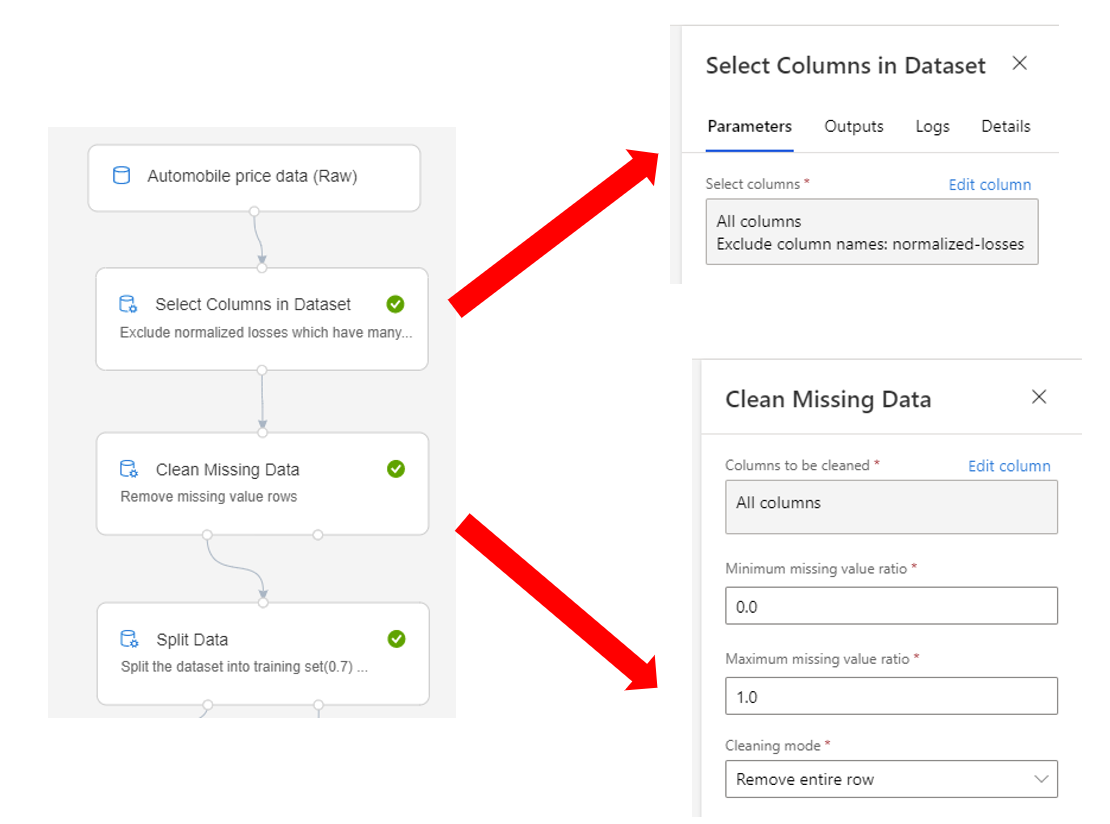 Automobile price data (Raw)
Select Columns in Dataset
Exclude normalized losses which have many...
Clean Missing Data
Remove missing value rows
Split Data
Split the dataset into training set(0.7) ...
Select Columns in Dataset
Parameters Outputs Logs Details
Select columns * Edit column
All columns
Exclude column names: normalized-losses
Clean Missing Data
Columns to be cleaned * Edit column
All columns
Minimum missing value ratio *
0.0
Maximum missing value ratio *
1.0
Cleaning mode *
Remove entire row